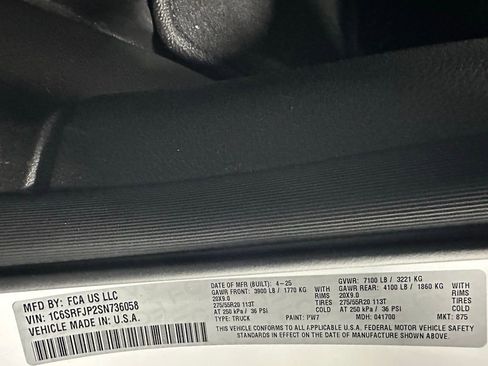 MFD BY: FCA US LLC
VIN: 1C6SRFJP2SN736058
VEHICLE MADE IN: U.S.A.
DATE OF MFR (BUILT): 4-25
GAWR FRONT: 3900 LB / 1770 KG WITH
20X9.0 RIMS
275/55R20 113T TIRES
AT 250 kPa / 36 PSI COLD
TYPE: TRUCK PAINT: PW7 MDH: 041700 MKT: 875
GVWR: 7100 LB / 3221 KG
GAWR REAR: 4100 LB / 1860 KG WITH
20X9.0 RIMS
275/55R20 113T TIRES
AT 250 kPa / 36 PSI COLD
THIS VEHICLE CONFORMS TO ALL APPLICABLE U.S.A. FEDERAL MOTOR VEHICLE SAFETY
STANDARDS IN EFFECT ON THE DATE OF MANUFACTURE SHOWN ABOVE